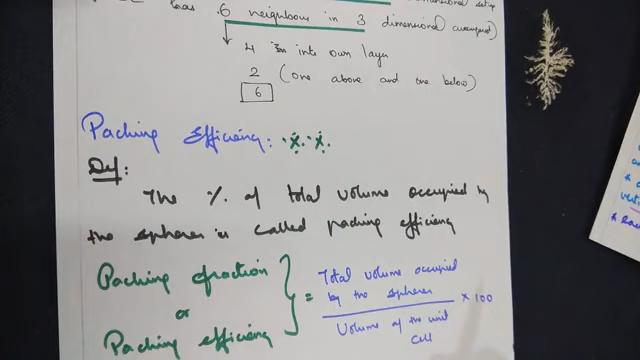 has 6 neighbours in 3 dimensional
4 in into own layer
2 (one above and one below)
6
Packing Efficiency:
Def:
The % of total volume occupied by
the spheres is called packing efficiency
Packing fraction
or
Packing efficiency
= Total volume occupied
by the spheres
× 100
Volume of the unit
cell